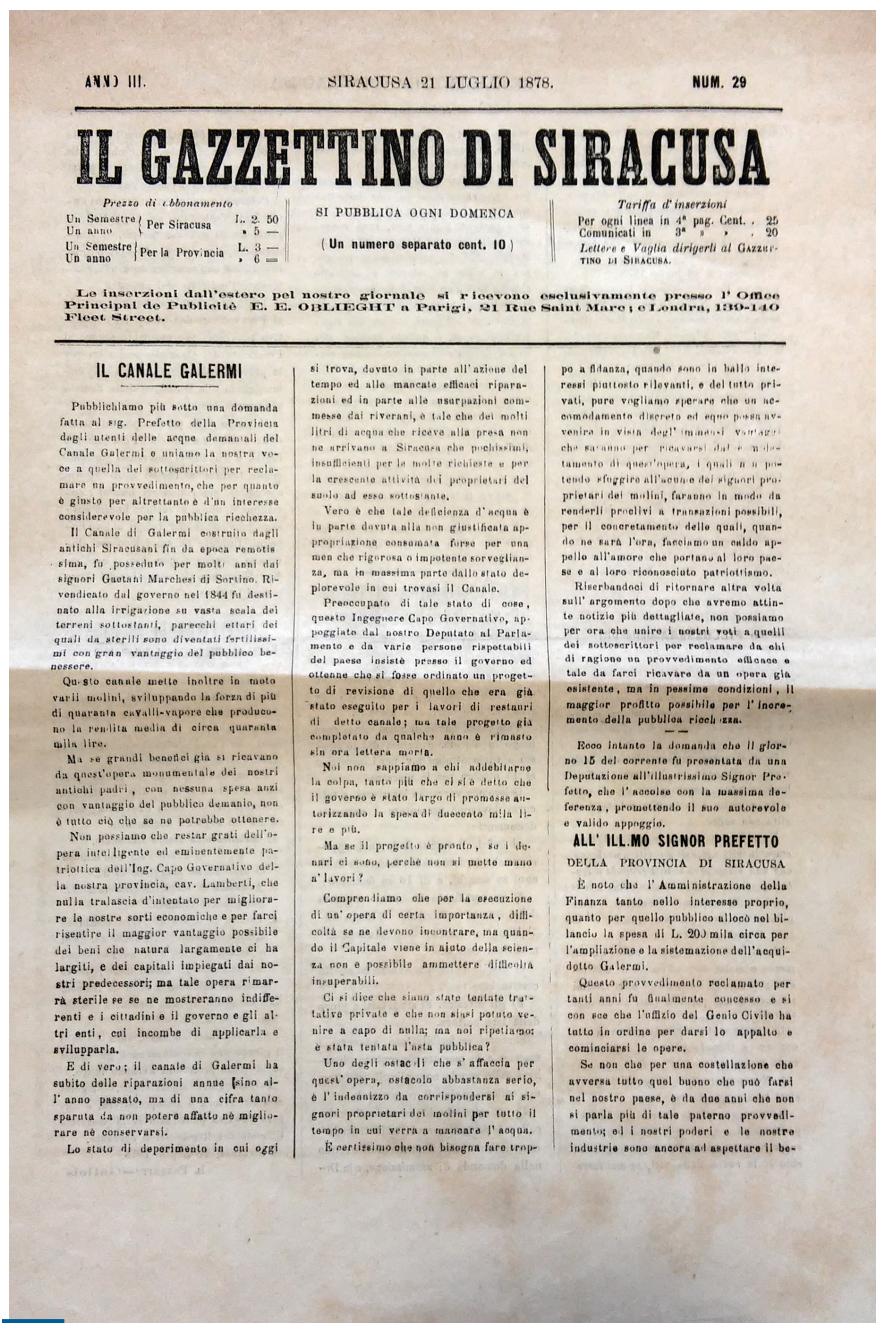 ANNO III.
SIRACUSA 21 LUGLIO 1878.
NUM. 29
IL GAZZETTINO DI SIRACUSA
Prezzo di abbonamento
Un Semestre Per Siracusa L. 2. 50
Un anno » 5 —
Un Semestre Per la Provincia L. 3 —
Un anno » 6 =
SI PUBBLICA OGNI DOMENCA
( Un numero separato cent. 10 )
Tariffa d'inserzioni
Per ogni linea in 4ª pag. Cent. . 25
Comunicati in 3ª » » . 20
Lettere e Vaglia dirigerli al GAZZET-
TINO DI SIRACUSA.
Le inserzioni dall'estero pel nostro giornale si ricevono esclusivamente presso l' Office
Principal de Publicitè E. E. OBLIEGHT a Parigi, 21 Rue Saint Marc; e Londra, 139-140
Fleet Street.
IL CANALE GALERMI
Pubblichiamo più sotto una domanda
fatta al sig. Prefetto della Provincia
dagli utenti delle acque demaniali del
Canale Galermi e uniamo la nostra vo-
ce a quella dei sottoscrittori per recla-
mare un provvedimento, che per quanto
è giusto per altrettanto è d'un interesse
considerevole per la pubblica ricchezza.
Il Canale di Galermi costruito dagli
antichi Siracusani fin da epoca remotis
sima, fu posseduto per molti anni dai
signori Gaetani Marchesi di Sortino. Ri-
vendicato dal governo nel 1844 fu desti-
nato alla irrigazione su vasta scala dei
terreni sottostanti, parecchi ettari dei
quali da sterili sono diventati fertilissi-
mi con gran vantaggio del pubblico be-
nessere.
Questo canale mette inoltre in moto
varii molini, sviluppando la forza di più
di quaranta cavalli-vapore che produco-
no la rendita media di circa quaranta
mila lire.
Ma se grandi benefici già si ricavano
da quest'opera monumentale dei nostri
antichi padri, con nessuna spesa anzi
con vantaggio del pubblico demanio, non
è tutto ciò che se ne potrebbe ottenere.
Non possiamo che restar grati dell'o-
pera intelligente ed eminentemente pa-
triottica dell'Ing. Capo Governativo del-
la nostra provincia, cav. Lamberti, che
nulla tralascia d'intentato per migliora-
re le nostre sorti economiche e per farci
risentire il maggior vantaggio possibile
dei beni che natura largamente ci ha
largiti, e dei capitali impiegati dai no-
stri predecessori; ma tale opera rimar-
rà sterile se se ne mostreranno indiffe-
renti e i cittadini e il governo e gli al-
tri enti, cui incombe di applicarla e
svilupparla.
E di vero; il canale di Galermi ha
subito delle riparazioni annue sino al-
l' anno passato, ma di una cifra tanto
sparuta da non potere affatto nè miglio-
rare nè conservarsi.
Lo stato di deperimento in cui oggi
si trova, dovuto in parte all'azione del
tempo ed alle mancate efficaci ripara-
zioni ed in parte alle usurpazioni com-
messe dai riverani, è tale che dei molti
litri di acqua che riceve alla presa non
ne arrivano a Siracusa che pochissimi,
insufficienti per le molte richieste e per
la crescente attività dei proprietari del
suolo ad esso sottostante.
Vero è che tale deficienza d'acqua è
in parte dovuta alla non giustificata ap-
propriazione consumata forse per una
men che rigorosa o impotente sorveglian-
za, ma in massima parte dallo stato de-
plorevole in cui trovasi il Canale.
Preoccupato di tale stato di cose,
questo Ingegnere Capo Governativo, ap-
poggiato dal nostro Deputato al Parla-
mento e da varie persone rispettabili
del paese insistè presso il governo ed
ottenne che si fosse ordinato un proget-
to di revisione di quello che era già
stato eseguito per i lavori di restauri
di detto canale; ma tale progetto già
completato da qualche anno è rimasto
sin ora lettera morta.
Noi non sappiamo a chi addebitarne
la colpa, tanto più che ci si è detto che
il governo è stato largo di promesse au-
torizzando la spesa di duecento mila li-
re e più.
Ma se il progetto è pronto, se i de-
nari ci sono, perchè non si mette mano
a' lavori ?
Comprendiamo che per la esecuzione
di un' opera di certa importanza, diffi-
coltà se ne devono incontrare, ma quan-
do il Capitale viene in aiuto della scien-
za non e possibile ammettere difficoltà
insuperabili.
Ci si dice che siano state tentate trat-
tative private e che non siasi potuto ve-
nire a capo di nulla; ma noi ripetiamo:
è stata tentata l'asta pubblica?
Uno degli ostacoli che s' affaccia per
quest'opera, ostacolo abbastanza serio,
è l'indennizzo da corrispondersi ai si-
gnori proprietari dei molini per tutto il
tempo in cui verra a mancare l' acqua.
È certissimo che non bisogna fare trop-
po a fidanza, quando sono in ballo inte-
ressi piuttosto rilevanti, e del tutto pri-
vati, pure vogliamo sperare che un ac-
comodamento discreto ed equo possa av-
venire in vista degl' immensi vantaggi
che saranno per ricavarsi dal
tamento di quest'opera, i quali non po-
tendo sfuggire all'acume dei signori pro-
prietari dei molini, faranno in modo da
renderli proclivi a transazioni possibili,
per il concretamento delle quali, quan-
do ne sarà l'ora, facciamo un caldo ap-
pello all'amore che portano al loro pae-
se e al loro riconosciuto patriottismo.
Riserbandoci di ritornare altra volta
sull' argomento dopo che avremo attin-
te notizie più dettagliate, non possiamo
per ora che unire i nostri voti a quelli
dei sottoscrittori per reclamare da chi
di ragione un provvedimento efficace e
tale da farci ricavare da un opera già
esistente, ma in pessime condizioni, il
maggior profitto possibile per l' incre-
mento della pubblica ricchezza.
Ecco intanto la domanda che il gior-
no 15 del corrente fu presentata da una
Deputazione all'illustrissimo Signor Pre-
fetto, che l'accolse con la massima de-
ferenza, promettendo il suo autorevole
e valido appoggio.
ALL' ILL.MO SIGNOR PREFETTO
DELLA PROVINCIA DI SIRACUSA
È noto che l' Amministrazione della
Finanza tanto nello interesse proprio,
quanto per quello pubblico allocò nel bi-
lancio la spesa di L. 200 mila circa per
l'ampliazione e la sistemazione dell'acqui-
dotto Galermi.
Questo provvedimento reclamato per
tanti anni fu finalmente concesso e si
con sce che l'uffizio del Genio Civile ha
tutto in ordine per darsi lo appalto e
cominciarsi le opere.
Se non che per una costellazione che
avversa tutto quel buono che può farsi
nel nostro paese, è da due anni che non
si parla più di tale paterno provvedi-
mento; ed i nostri poderi e le nostre
industrie sono ancora ad aspettare il be-